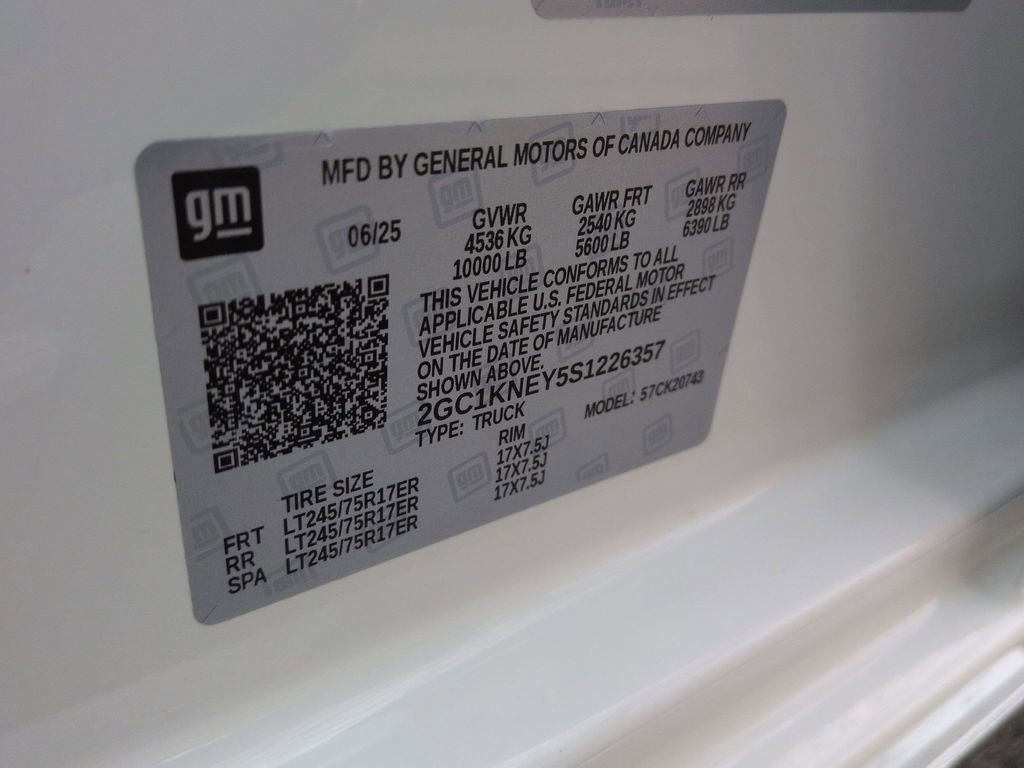 gm
MFD BY GENERAL MOTORS OF CANADA COMPANY
06/25
GVWR
4536 KG
10000 LB
GAWR FRT
2540 KG
5600 LB
GAWR RR
2898 KG
6390 LB
THIS VEHICLE CONFORMS TO ALL
APPLICABLE U.S. FEDERAL MOTOR
VEHICLE SAFETY STANDARDS IN EFFECT
ON THE DATE OF MANUFACTURE
SHOWN ABOVE.
2GC1KNEY5S1226357
TYPE: TRUCK
MODEL: 57CK20743
TIRE SIZE RIM
FRT LT245/75R17ER 17X7.5J
RR LT245/75R17ER 17X7.5J
SPA LT245/75R17ER 17X7.5J